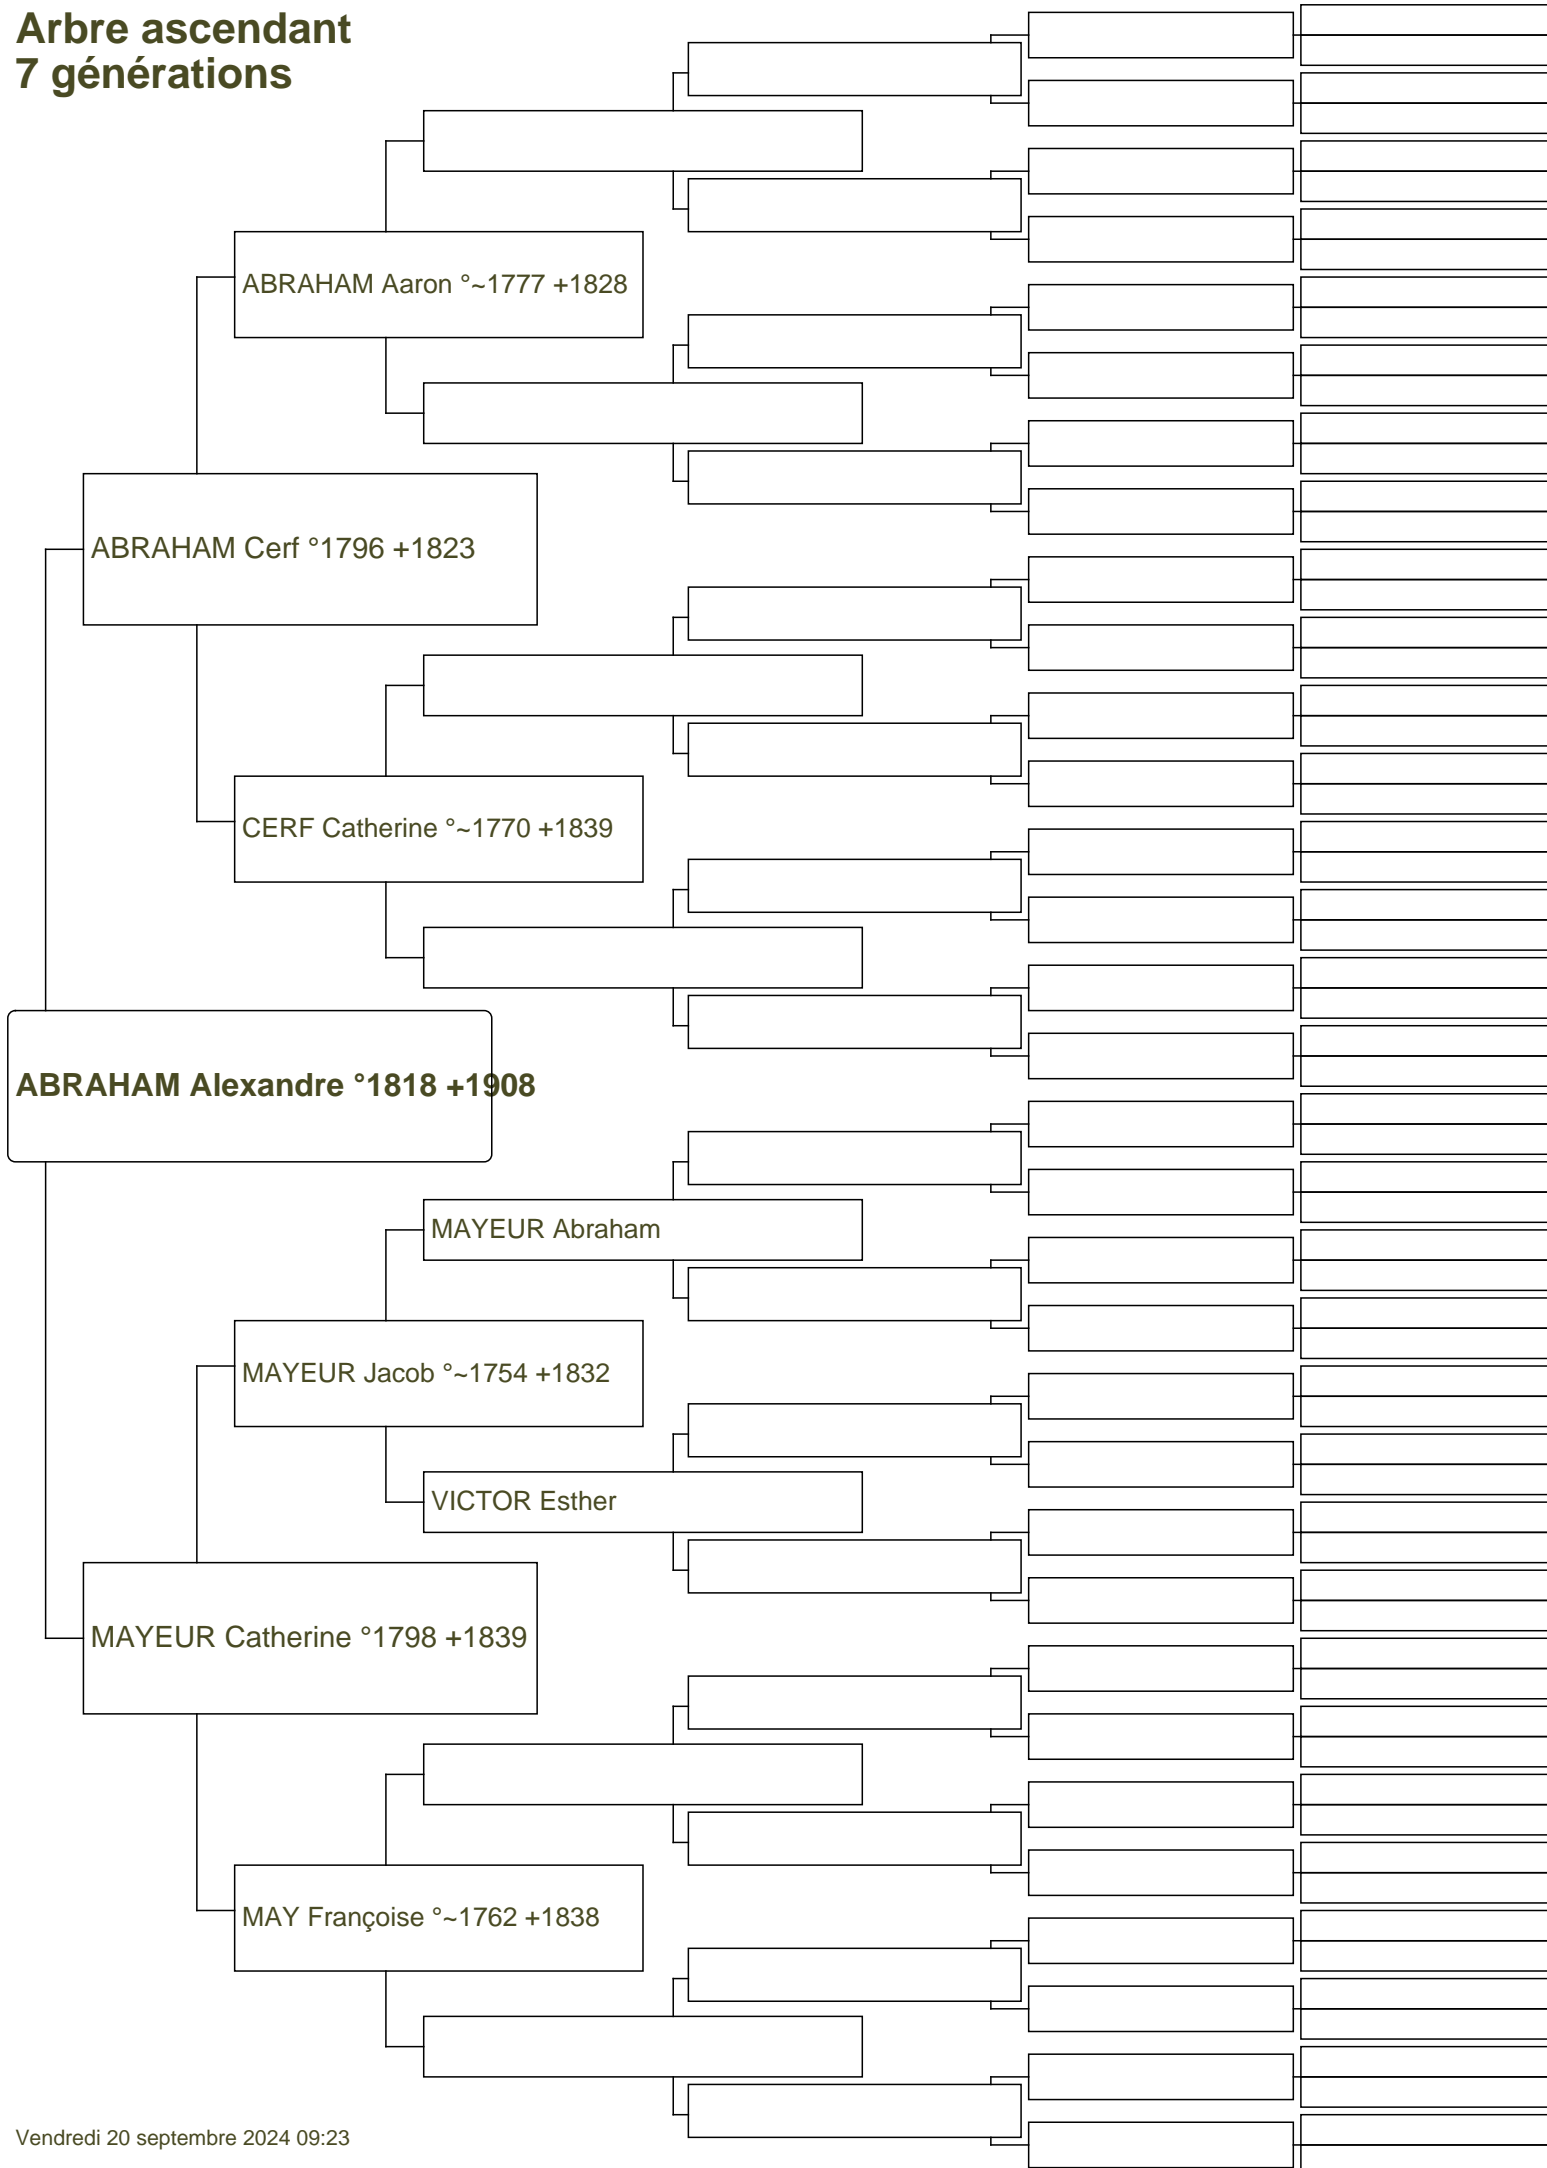 Arbre ascendant
7 générations
ABRAHAM Aaron °~1777 +1828
ABRAHAM Cerf °1796 +1823
CERF Catherine °~1770 +1839
ABRAHAM Alexandre °1818 +1908
MAYEUR Abraham
MAYEUR Jacob °~1754 +1832
VICTOR Esther
MAYEUR Catherine °1798 +1839
MAY Françoise °~1762 +1838
Vendredi 20 septembre 2024 09:23